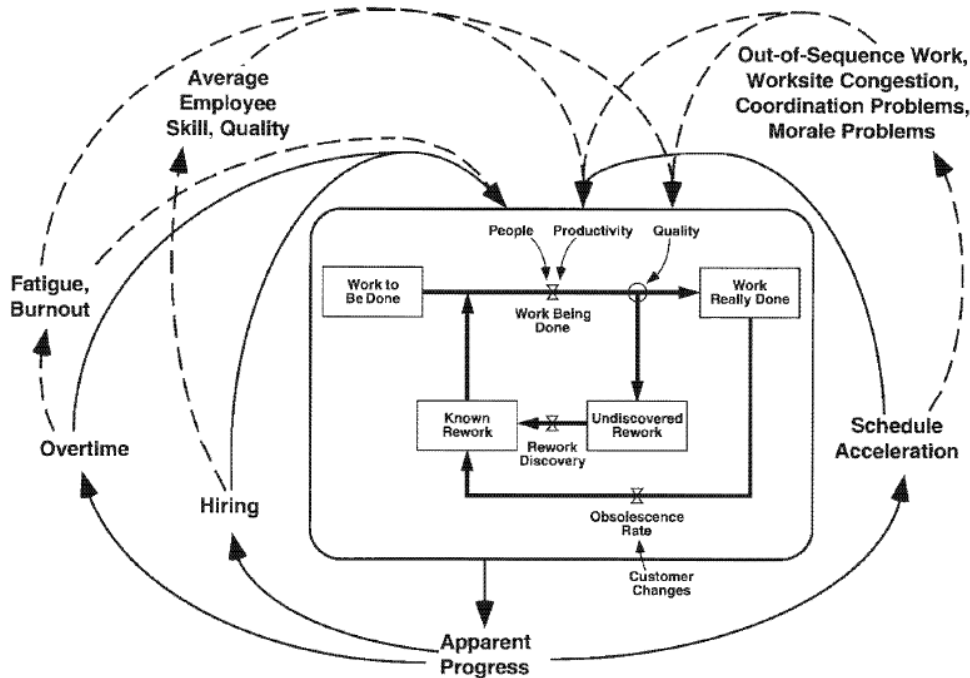 Average
Employee
Skill, Quality
Out-of-Sequence Work,
Worksite Congestion,
Coordination Problems,
Morale Problems
Fatigue,
Burnout
People
Productivity
Quality
Work to
Be Done
Work Being
Done
Work
Really Done
Known
Rework
Undiscovered
Rework
Rework
Discovery
Obsolescence
Rate
Customer
Changes
Overtime
Hiring
Schedule
Acceleration
Apparent
Progress